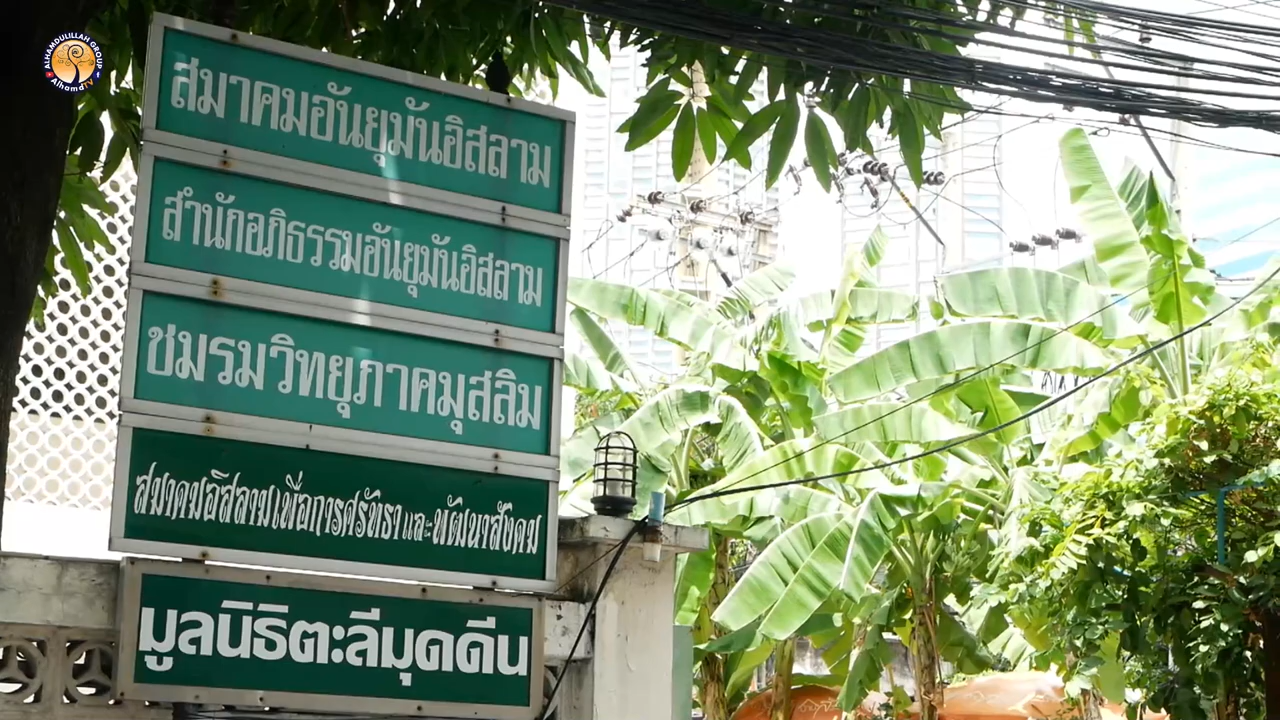 ALHAMDULILLAH GROUP
AlhamdTV
สมาคมอันยุมันอิสลาม
สำนักอภิธรรมอันยุมันอิสลาม
ชมรมวิทยุภาคมุสลิม
สมาคมอิสลามเพื่อการศรัทธาและพัฒนาสังคม
มูลนิธิตะลีมุดดีน